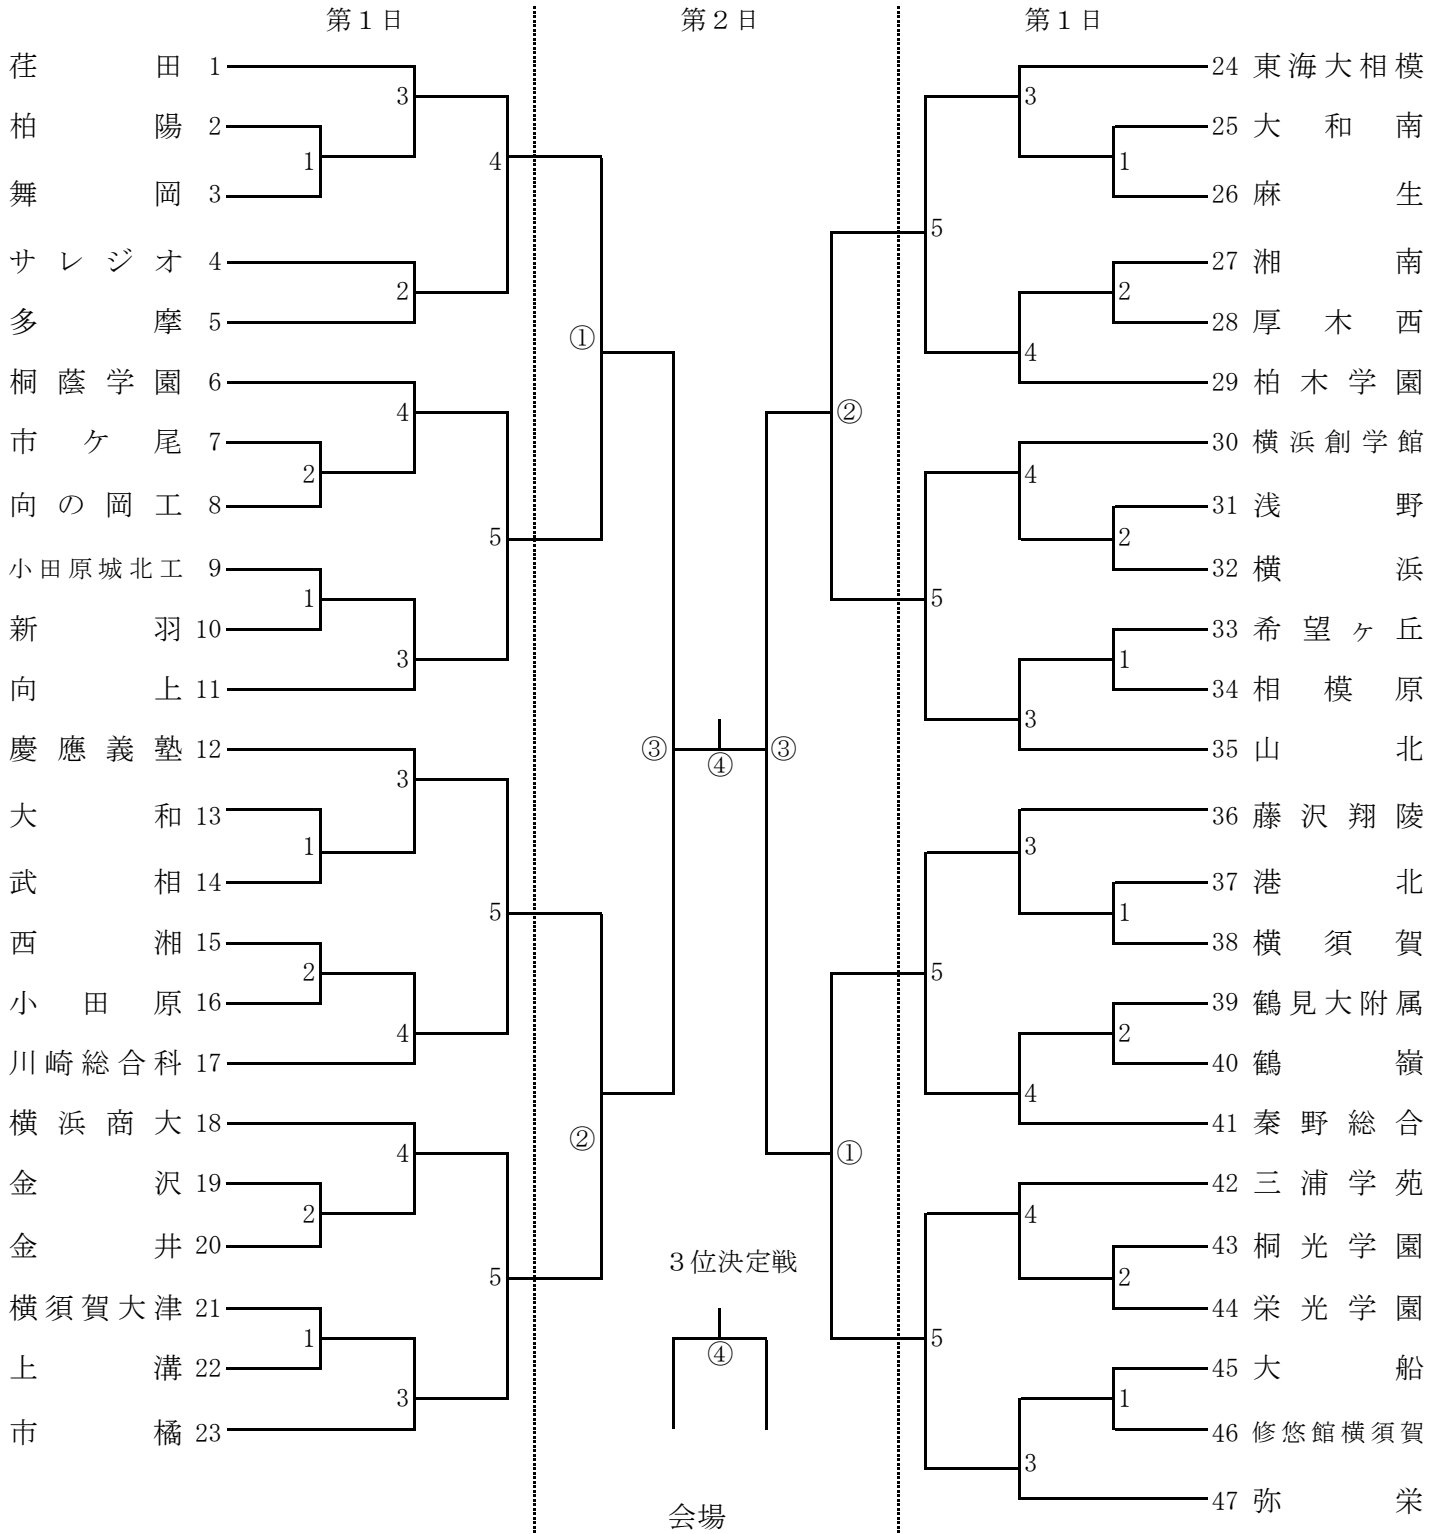 第１日 第２日 第１日
荏田 1
柏陽 2
舞岡 3
サレジオ 4
多摩 5
桐蔭学園 6
市ケ尾 7
向の岡工 8
小田原城北工 9
新羽 10
向上 11
慶應義塾 12
大和 13
武相 14
西湘 15
小田原 16
川崎総合科 17
横浜商大 18
金沢 19
金井 20
横須賀大津 21
上溝 22
市橘 23
3
1
4
2
①
4
2
5
1
3
3
1
5
2
4
②
4
2
5
1
3
③
④
③
３位決定戦
④
会場
②
①
3
1
5
2
4
4
2
5
1
3
3
1
5
2
4
4
2
5
1
3
24 東海大相模
25 大和南
26 麻生
27 湘南
28 厚木西
29 柏木学園
30 横浜創学館
31 浅野
32 横浜
33 希望ヶ丘
34 相模原
35 山北
36 藤沢翔陵
37 港北
38 横須賀
39 鶴見大附属
40 鶴嶺
41 秦野総合
42 三浦学苑
43 桐光学園
44 栄光学園
45 大船
46 修悠館横須賀
47 弥栄